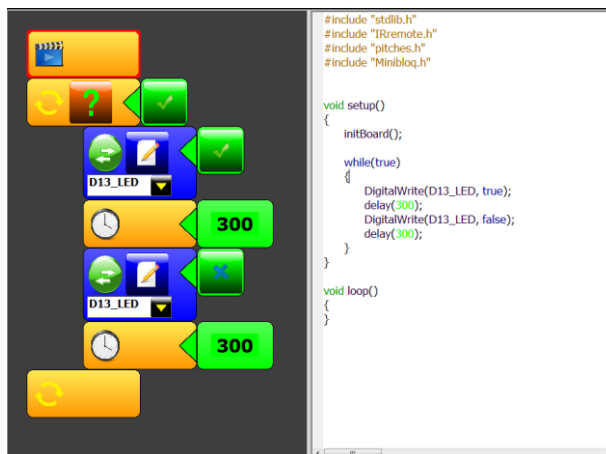 D13_LED
300
D13_LED
300
#include "stdlib.h"
#include "IRremote.h"
#include "pitches.h"
#include "Minibloq.h"
void setup()
{
initBoard();
while(true)
{
DigitalWrite(D13_LED, true);
delay(300);
DigitalWrite(D13_LED, false);
delay(300);
}
}
void loop()
{
}